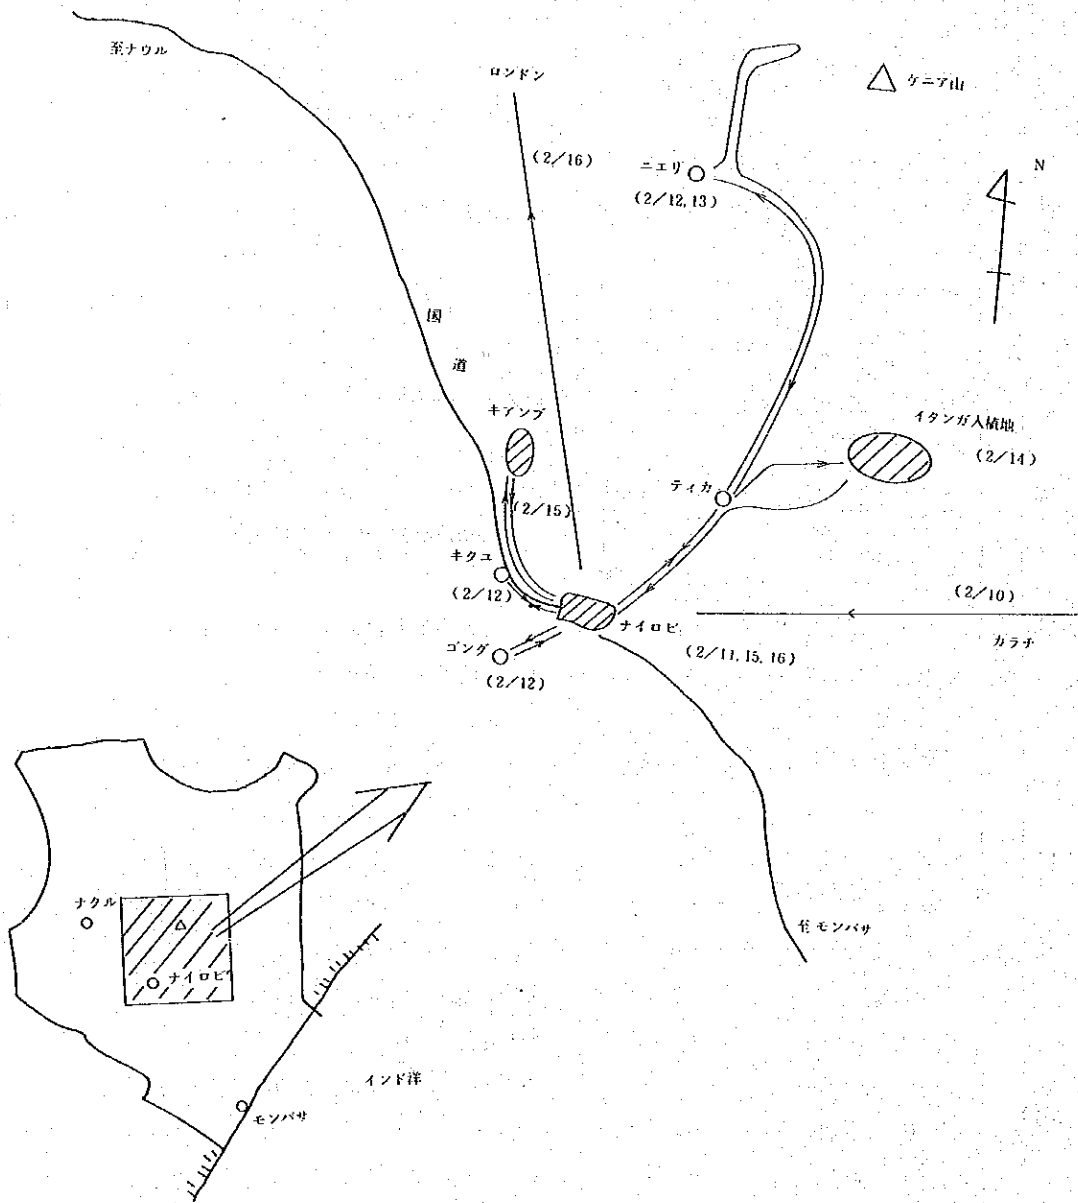 至ナウル
ロンドン
ケニア山
(2/16)
ニエリ
N
(2/12, 13)
国
道
キアンブ
イタンガ入植地
(2/14)
ティカ
(2/15)
キクユ
(2/12)
(2/10)
ナイロビ
カラチ
ゴング
(2/11, 15, 16)
(2/12)
ナクル
ナイロビ
至モンバサ
インド洋
モンバサ